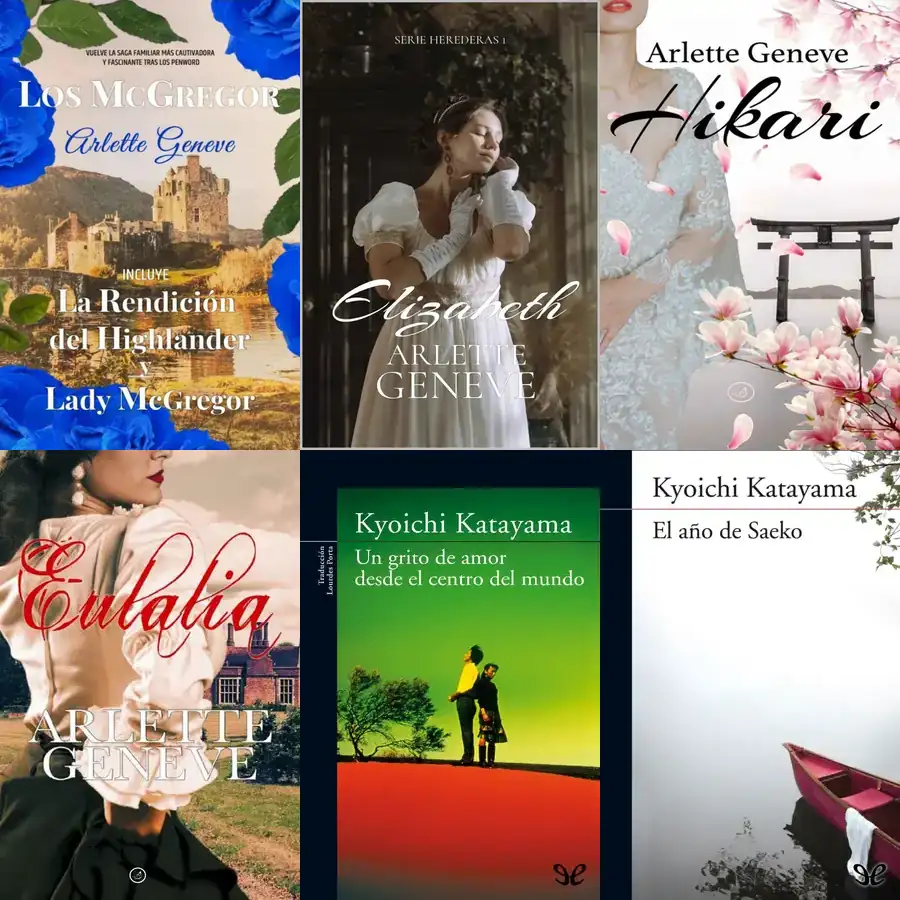 VUELVE LA SAGA FAMILIAR MÁS CAUTIVADORA
Y FASCINANTE TRAS LOS PENWORD
LOS MCGREGOR
Arlette Geneve
INCLUYE
La Rendición
del Highlander
y
Lady McGregor
SERIE HEREDERAS 1
Elizabeth
ARLETTE
GENEVE
Arlette Geneve
Hikari
Eulalia
ARLETTE
GENEVE
Kyoichi Katayama
Un grito de amor
desde el centro del mundo
Traducción
Lourdes Porta
Kyoichi Katayama
El año de Saeko